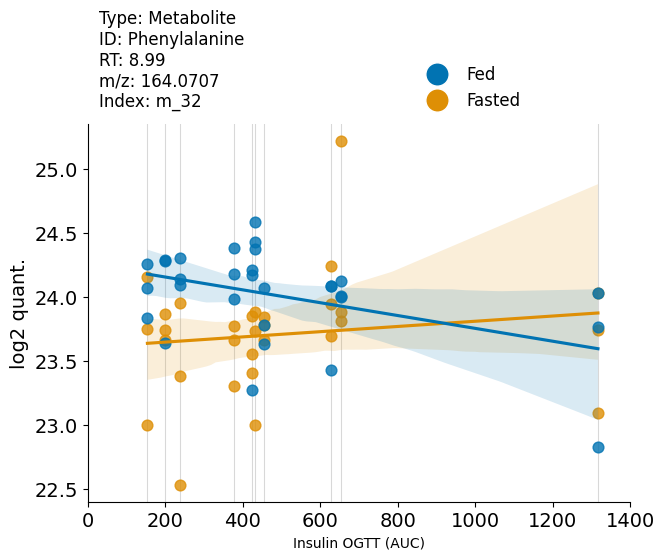 Type: Metabolite
ID: Phenylalanine
RT: 8.99
m/z: 164.0707
Index: m_32
Fed
Fasted
25.0
24.5
24.0
23.5
23.0
22.5
log2 quant.
0 200 400 600 800 1000 1200 1400
Insulin OGTT (AUC)